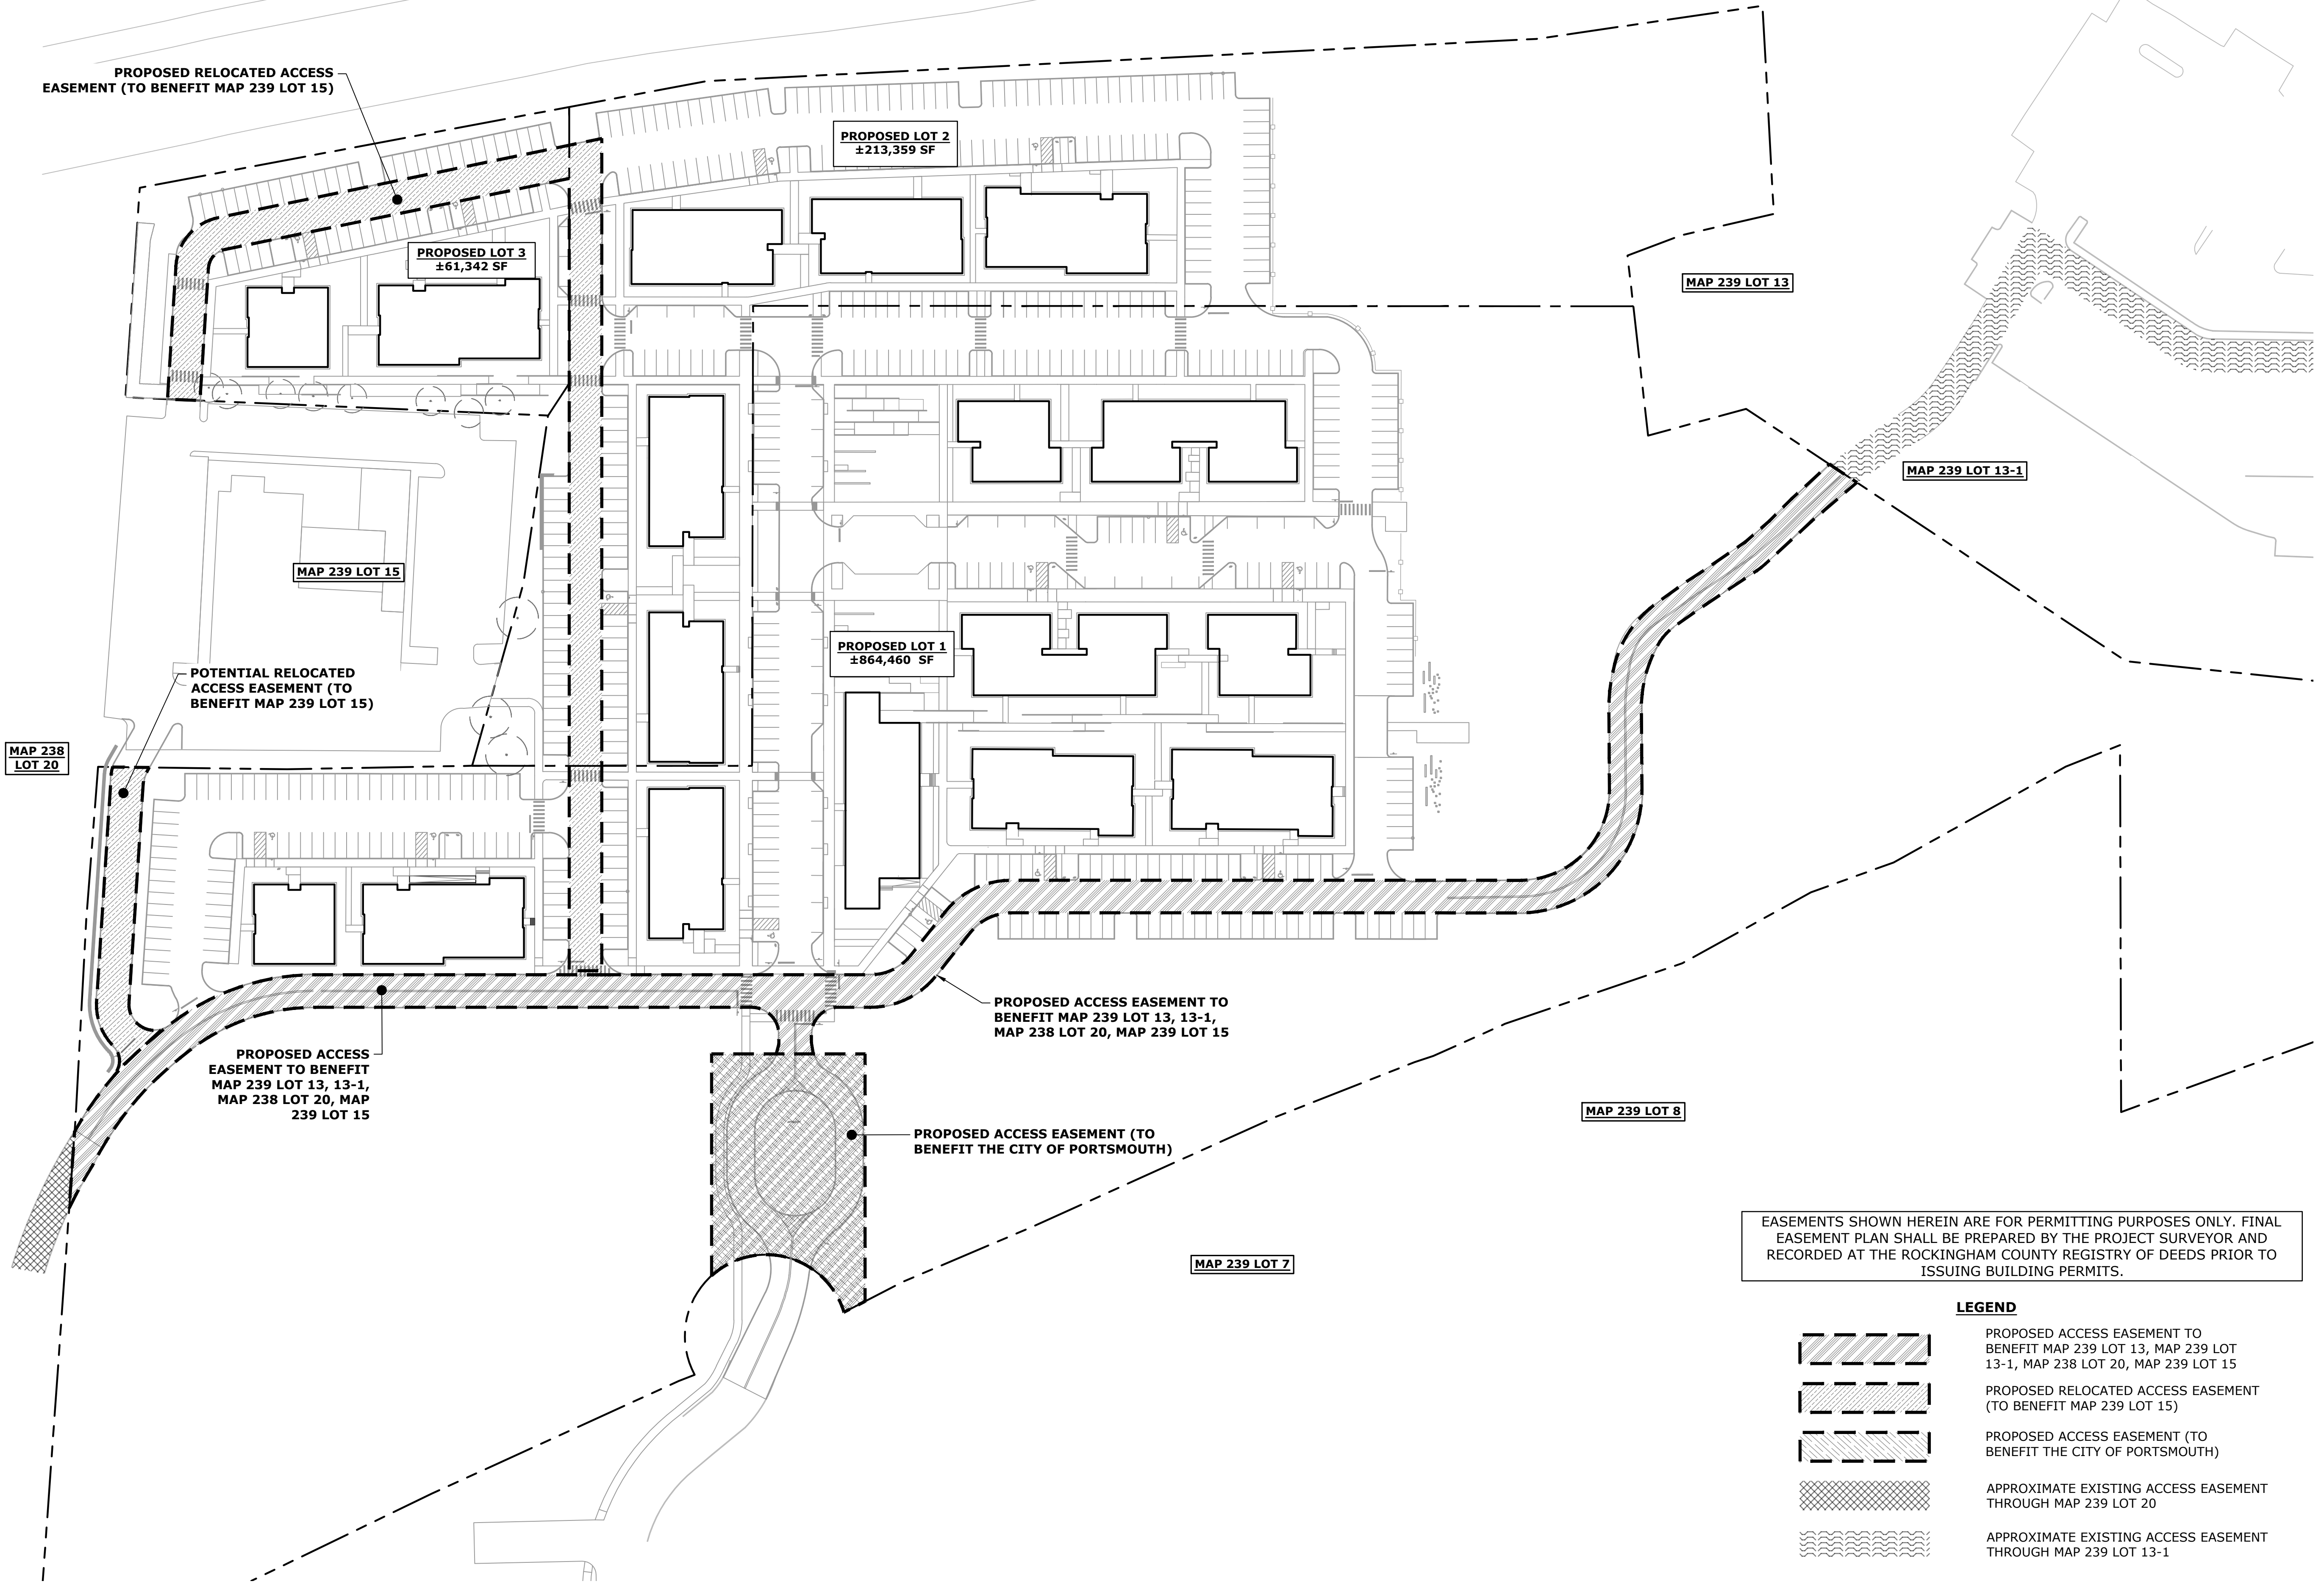 PROPOSED RELOCATED ACCESS
EASEMENT (TO BENEFIT MAP 239 LOT 15)
PROPOSED LOT 2
±213,359 SF
PROPOSED LOT 3
±61,342 SF
MAP 239 LOT 13
MAP 239 LOT 13-1
MAP 239 LOT 15
PROPOSED LOT 1
±864,460 SF
POTENTIAL RELOCATED
ACCESS EASEMENT (TO
BENEFIT MAP 239 LOT 15)
MAP 238
LOT 20
PROPOSED ACCESS EASEMENT TO
BENEFIT MAP 239 LOT 13, 13-1,
MAP 238 LOT 20, MAP 239 LOT 15
PROPOSED ACCESS
EASEMENT TO BENEFIT
MAP 239 LOT 13, 13-1,
MAP 238 LOT 20, MAP
239 LOT 15
PROPOSED ACCESS EASEMENT (TO
BENEFIT THE CITY OF PORTSMOUTH)
MAP 239 LOT 8
MAP 239 LOT 7
EASEMENTS SHOWN HEREIN ARE FOR PERMITTING PURPOSES ONLY. FINAL
EASEMENT PLAN SHALL BE PREPARED BY THE PROJECT SURVEYOR AND
RECORDED AT THE ROCKINGHAM COUNTY REGISTRY OF DEEDS PRIOR TO
ISSUING BUILDING PERMITS.
LEGEND
PROPOSED ACCESS EASEMENT TO
BENEFIT MAP 239 LOT 13, MAP 239 LOT
13-1, MAP 238 LOT 20, MAP 239 LOT 15
PROPOSED RELOCATED ACCESS EASEMENT
(TO BENEFIT MAP 239 LOT 15)
PROPOSED ACCESS EASEMENT (TO
BENEFIT THE CITY OF PORTSMOUTH)
APPROXIMATE EXISTING ACCESS EASEMENT
THROUGH MAP 239 LOT 20
APPROXIMATE EXISTING ACCESS EASEMENT
THROUGH MAP 239 LOT 13-1